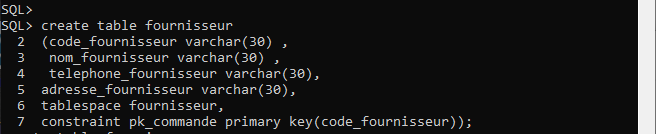 SQL>
SQL> create table fournisseur
2 (code_fournisseur varchar(30) ,
3 nom_fournisseur varchar(30) ,
4 telephone_fournisseur varchar(30),
5 adresse_fournisseur varchar(30),
6 tablespace fournisseur,
7 constraint pk_commande primary key(code_fournisseur));